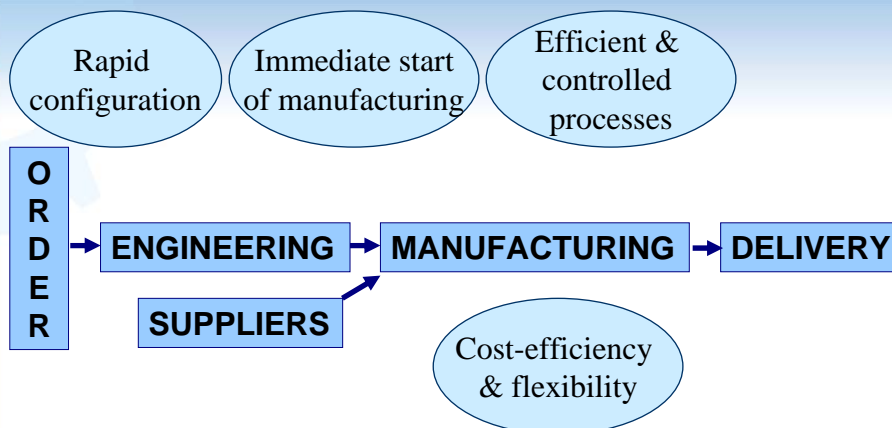 Rapid
configuration
Immediate start
of manufacturing
Efficient &
controlled
processes
O
R
D
E
R
ENGINEERING
MANUFACTURING
DELIVERY
SUPPLIERS
Cost-efficiency
& flexibility